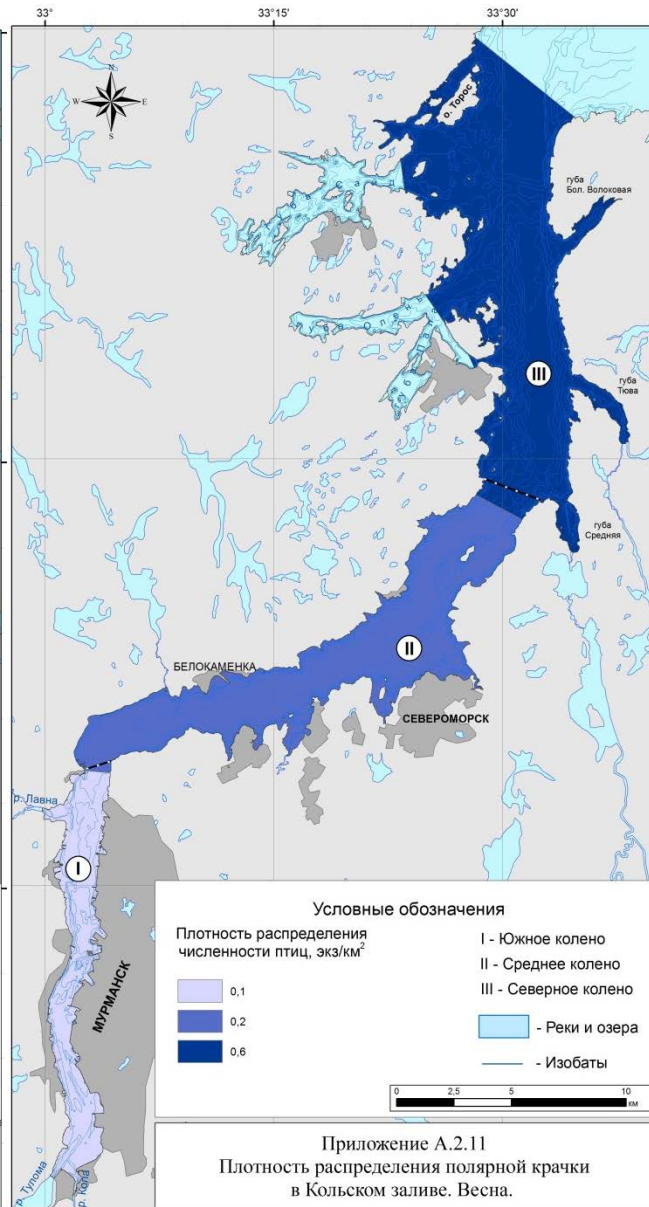 33°
33°15'
33°30'
N
W
E
S
о. Торос
губа
Бол. Волоковая
III
губа
Тюва
губа
Средняя
II
БЕЛОКАМЕНКА
СЕВЕРОМОРСК
р. Лавна
I
МУРМАНСК
р. Тулома
р. Кола
Условные обозначения
Плотность распределения
численности птиц, экз/км²
0,1
0,2
0,6
I - Южное колено
II - Среднее колено
III - Северное колено
- Реки и озера
- Изобаты
0
2,5
5
10
км
Приложение А.2.11
Плотность распределения полярной крачки
в Кольском заливе. Весна.